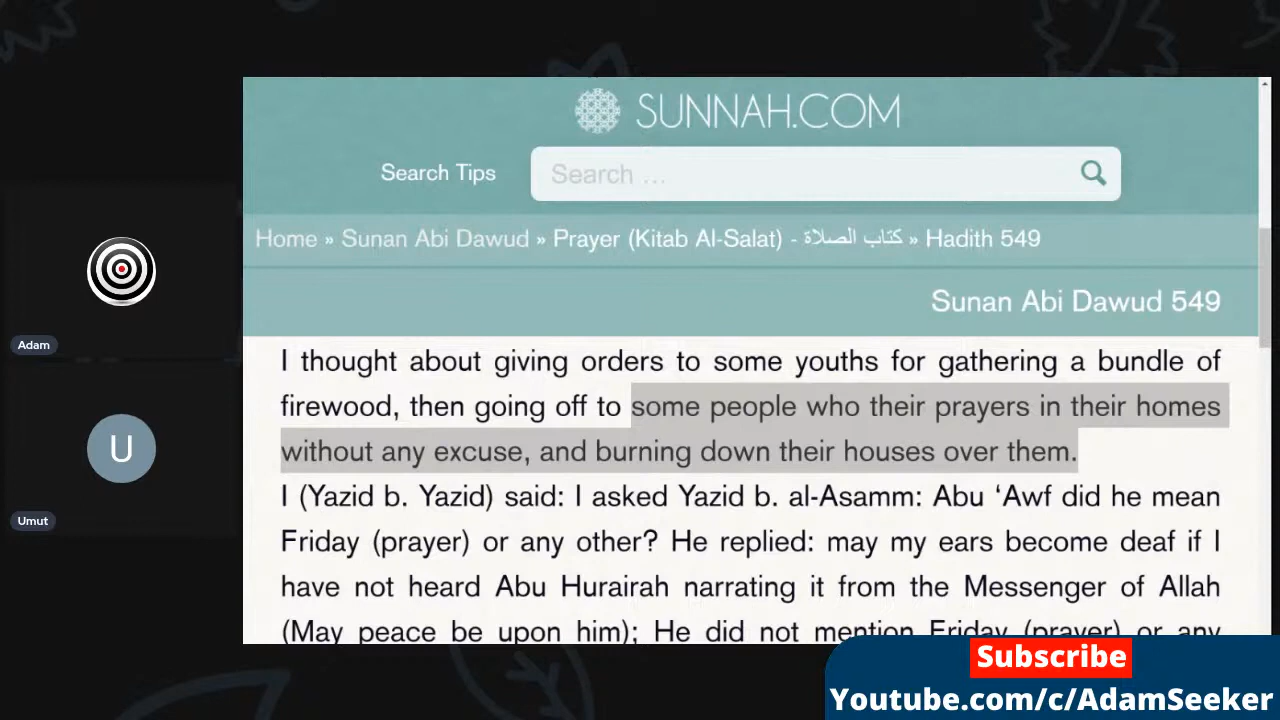 SUNNAH.COM
Search Tips
Search ...
Home » Sunan Abi Dawud » Prayer (Kitab Al-Salat) - كتاب الصلاة » Hadith 549
Sunan Abi Dawud 549
I thought about giving orders to some youths for gathering a bundle of
firewood, then going off to some people who their prayers in their homes
without any excuse, and burning down their houses over them.
I (Yazid b. Yazid) said: I asked Yazid b. al-Asamm: Abu ‘Awf did he mean
Friday (prayer) or any other? He replied: may my ears become deaf if I
have not heard Abu Hurairah narrating it from the Messenger of Allah
(May peace be upon him); He did not mention Friday (prayer) or any
Adam
U
Umut
Subscribe
Youtube.com/c/AdamSeeker